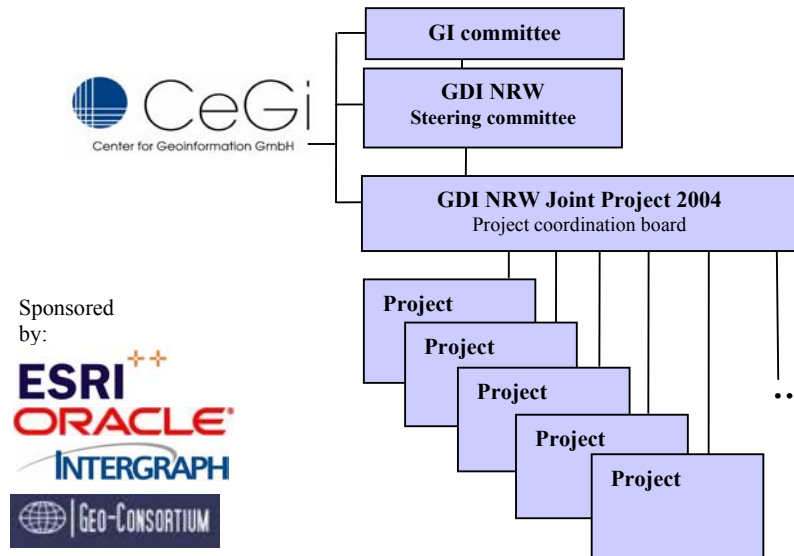 GI committee
CeGi
Center for Geoinformation GmbH
GDI NRW
Steering committee
GDI NRW Joint Project 2004
Project coordination board
Project
Project
Project
Project
Project
..
Sponsored
by:
ESRI++
ORACLE®
INTERGRAPH
GEO-CONSORTIUM